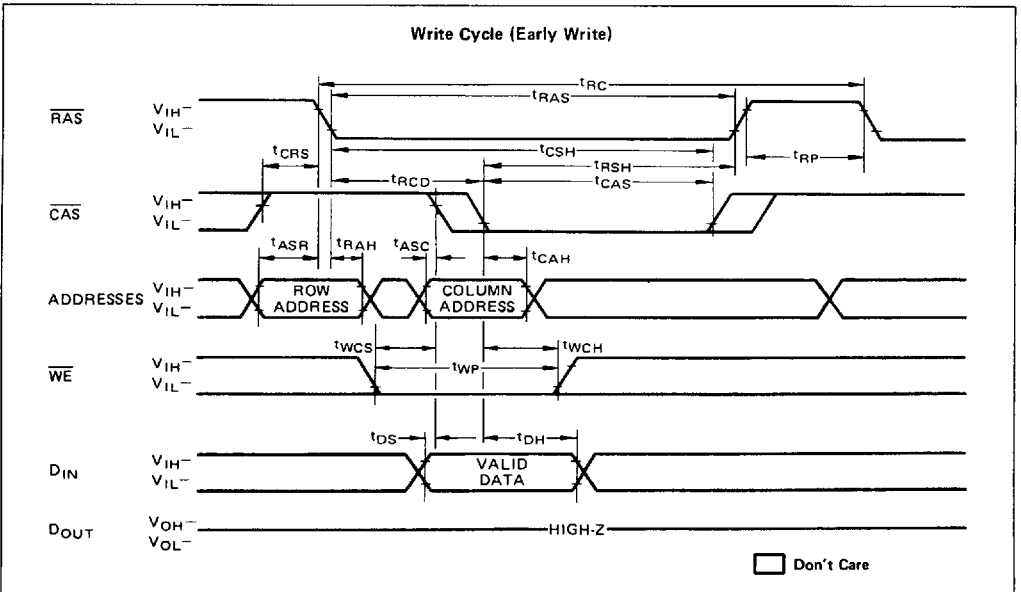 Write Cycle (Early Write)
tRC
tRAS
RAS
VIH–
VIL–
tCRS
tCSH
tRSH
tRP
tRCD
tCAS
CAS
VIH–
VIL–
tASR
tRAH
tASC
tCAH
ADDRESSES
VIH–
VIL–
ROW
ADDRESS
COLUMN
ADDRESS
tWCS
tWCH
tWP
WE
VIH–
VIL–
tDS
tDH
DIN
VIH–
VIL–
VALID
DATA
DOUT
VOH–
VOL–
HIGH-Z
Don't Care